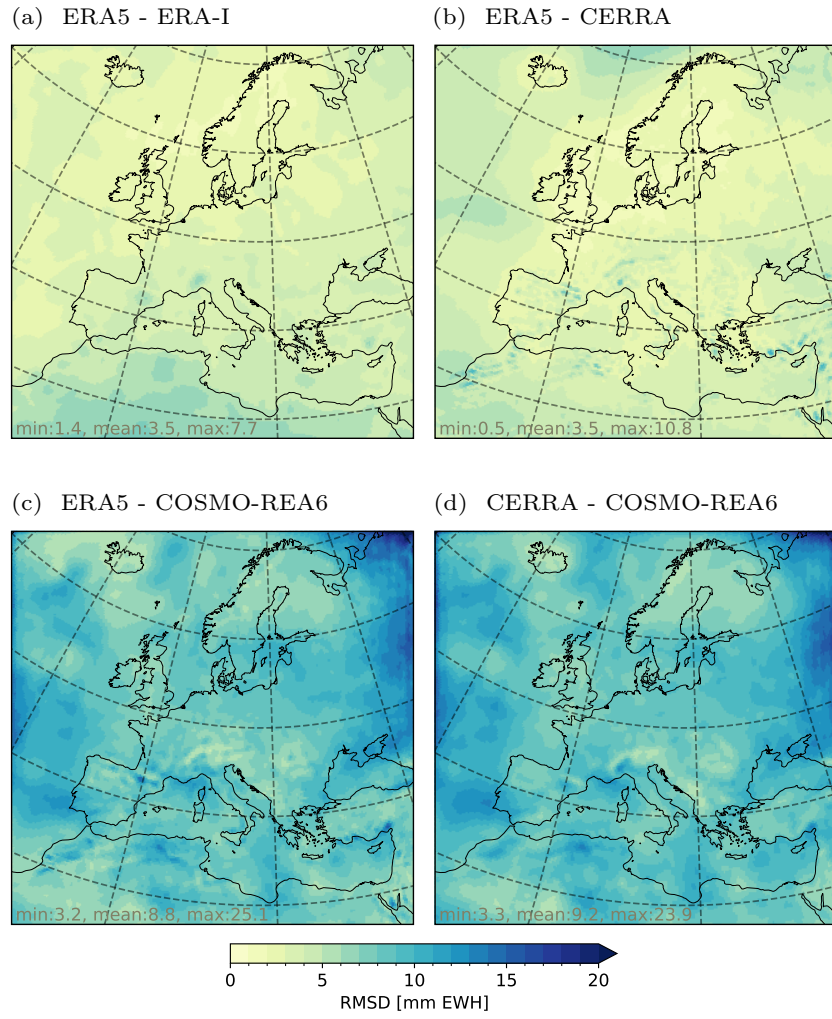 (a) ERA5 - ERA-I
(b) ERA5 - CERRA
min:1.4, mean:3.5, max:7.7
min:0.5, mean:3.5, max:10.8
(c) ERA5 - COSMO-REA6
(d) CERRA - COSMO-REA6
min:3.2, mean:8.8, max:25.1
min:3.3, mean:9.2, max:23.9
0 5 10 15 20
RMSD [mm EWH]